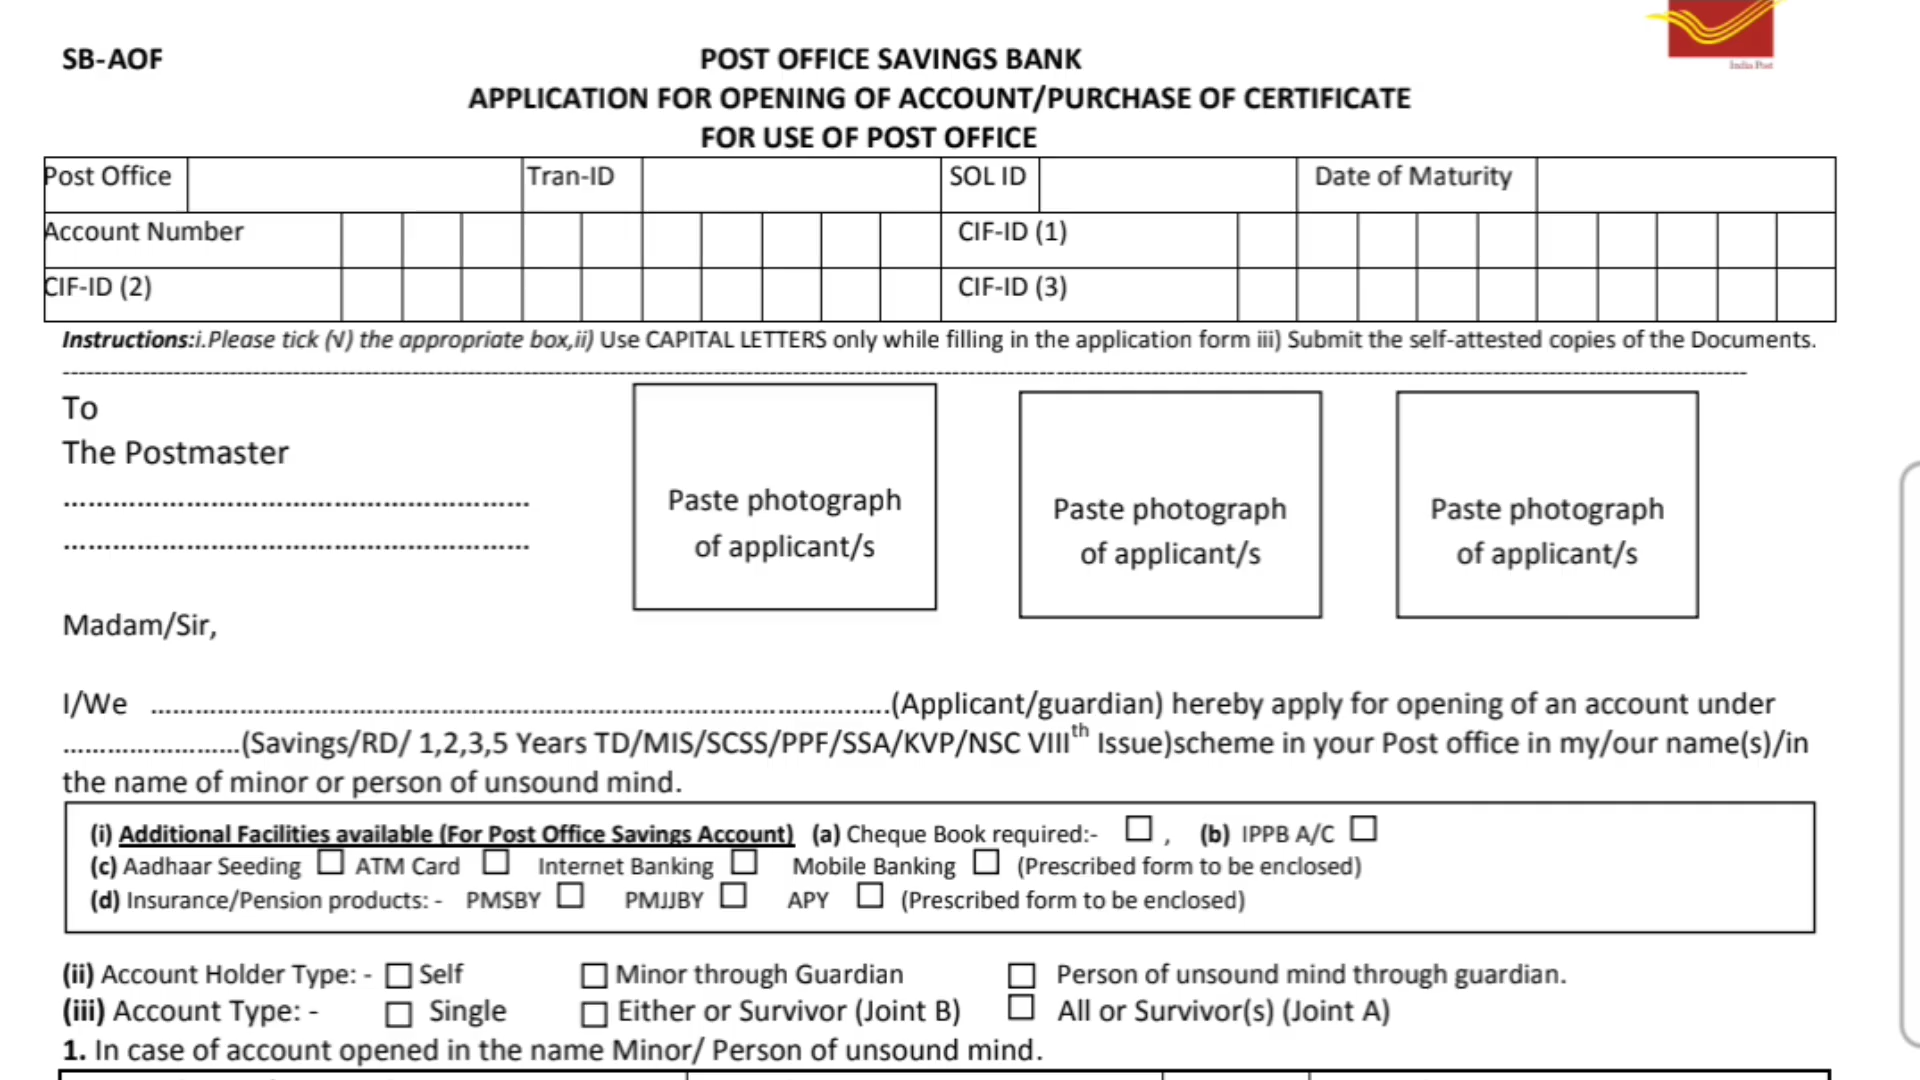 India Post
SB-AOF
POST OFFICE SAVINGS BANK
APPLICATION FOR OPENING OF ACCOUNT/PURCHASE OF CERTIFICATE
FOR USE OF POST OFFICE
Post Office Tran-ID SOL ID Date of Maturity
Account Number CIF-ID (1)
CIF-ID (2) CIF-ID (3)
Instructions:i.Please tick (√) the appropriate box,ii) Use CAPITAL LETTERS only while filling in the application form iii) Submit the self-attested copies of the Documents.
To
The Postmaster
……………………………………………….
……………………………………………….
Paste photograph
of applicant/s
Paste photograph
of applicant/s
Paste photograph
of applicant/s
Madam/Sir,
I/We ……………………………………………………………………………..…..(Applicant/guardian) hereby apply for opening of an account under
………………….(Savings/RD/ 1,2,3,5 Years TD/MIS/SCSS/PPF/SSA/KVP/NSC VIIIth Issue)scheme in your Post office in my/our name(s)/in
the name of minor or person of unsound mind.
(i) Additional Facilities available (For Post Office Savings Account) (a) Cheque Book required:- ☐ , (b) IPPB A/C ☐
(c) Aadhaar Seeding ☐ ATM Card ☐ Internet Banking ☐ Mobile Banking ☐ (Prescribed form to be enclosed)
(d) Insurance/Pension products: - PMSBY ☐ PMJJBY ☐ APY ☐ (Prescribed form to be enclosed)
(ii) Account Holder Type: - ☐ Self ☐ Minor through Guardian ☐ Person of unsound mind through guardian.
(iii) Account Type: - ☐ Single ☐ Either or Survivor (Joint B) ☐ All or Survivor(s) (Joint A)
1. In case of account opened in the name Minor/ Person of unsound mind.